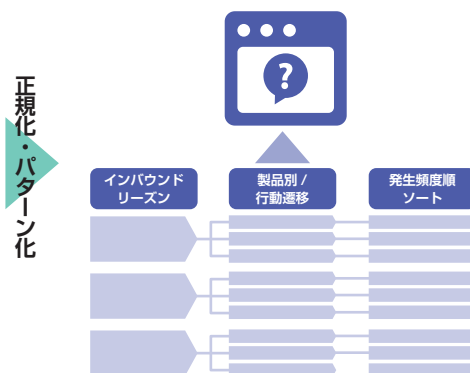 正規化・パターン化
?
インバウンド
リーズン
製品別 /
行動遷移
発生頻度順
ソート